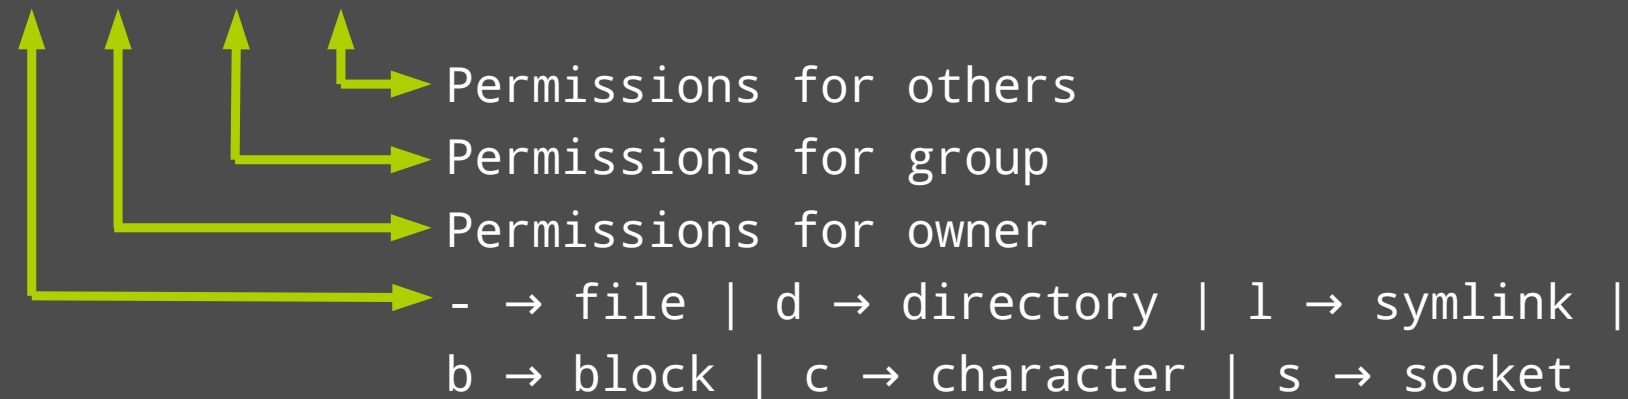 Permissions for others
Permissions for group
Permissions for owner
- → file | d → directory | l → symlink |
b → block | c → character | s → socket